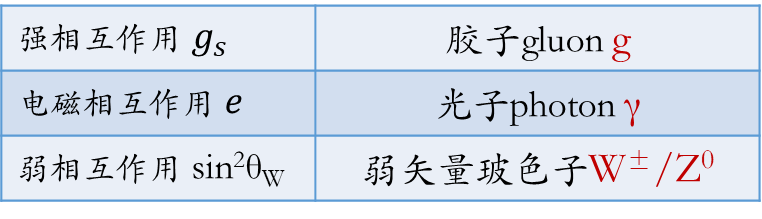 强相互作用 gₛ 胶子gluon g
电磁相互作用 e 光子photon γ
弱相互作用 sin²θ_W 弱矢量玻色子W±/Z⁰